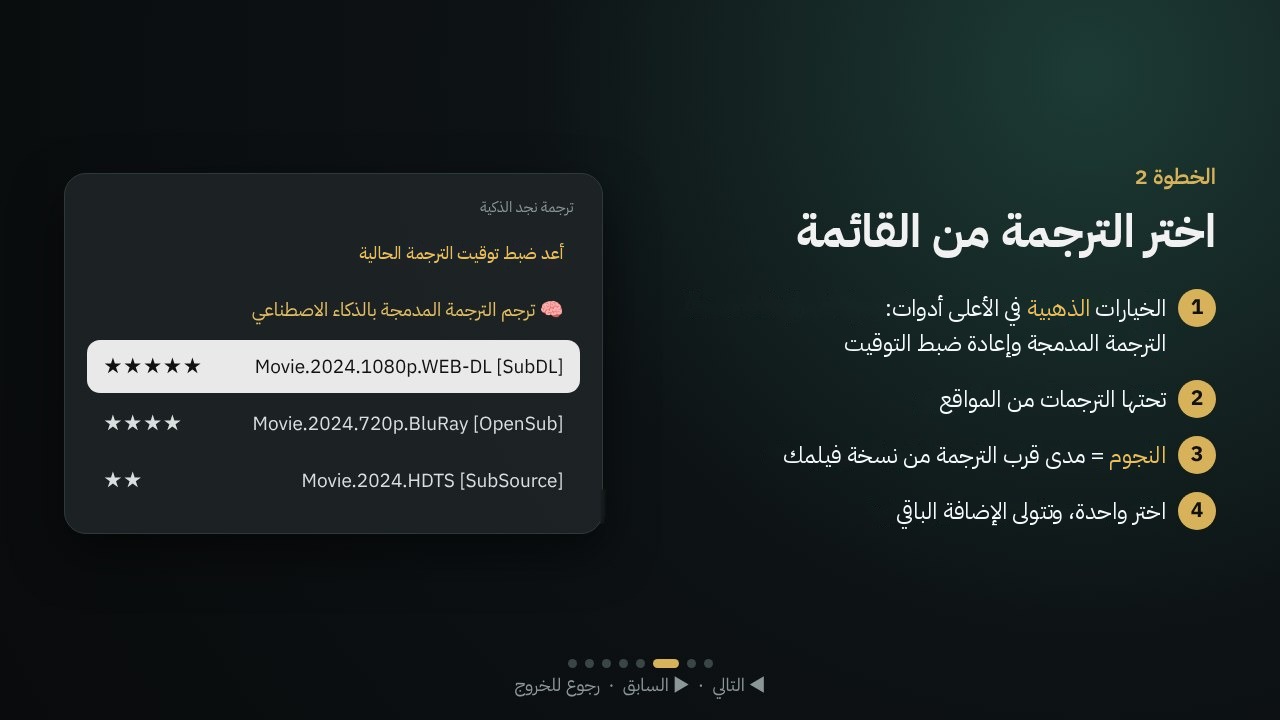 الخطوة 2
اختر الترجمة من القائمة
1 الخيارات الذهبية في الأعلى أدوات:
الترجمة المدمجة وإعادة ضبط التوقيت
2 تحتها الترجمات من المواقع
3 النجوم = مدى قرب الترجمة من نسخة فيلمك
4 اختر واحدة، وتتولى الإضافة الباقي
ترجمة نجد الذكية
أعد ضبط توقيت الترجمة الحالية
🧠 ترجم الترجمة المدمجة بالذكاء الاصطناعي
Movie.2024.1080p.WEB-DL [SubDL] ★★★★★
Movie.2024.720p.BluRay [OpenSub] ★★★★
Movie.2024.HDTS [SubSource] ★★
◀ التالي · ▶ السابق · رجوع للخروج